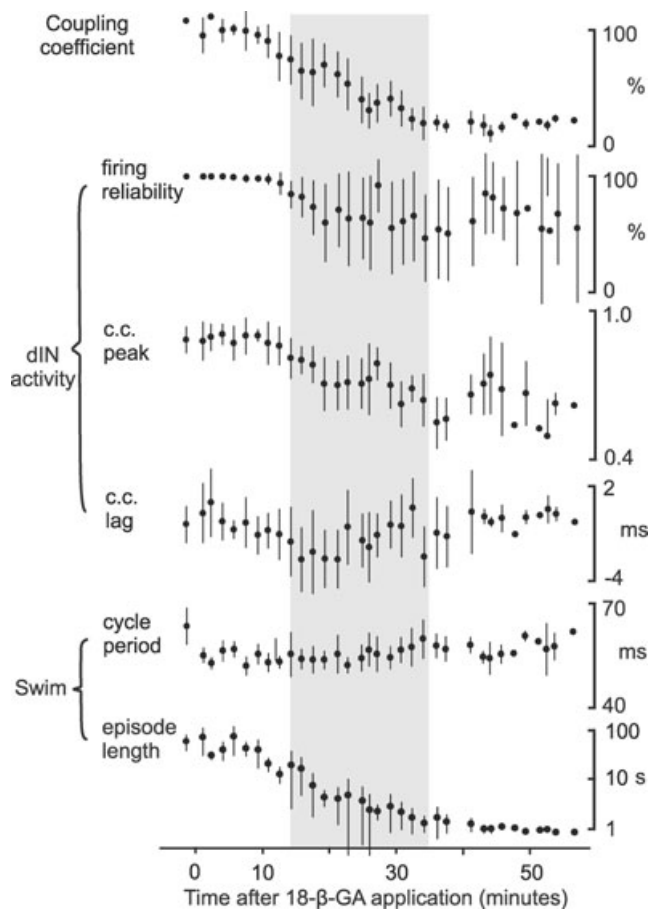 Coupling
coefficient
100
%
0
firing
reliability
100
%
0
c.c.
peak
1.0
0.4
dIN
activity
c.c.
lag
2
ms
-4
cycle
period
70
ms
40
Swim
episode
length
100
10 s
1
0 10 30 50
Time after 18-β-GA application (minutes)